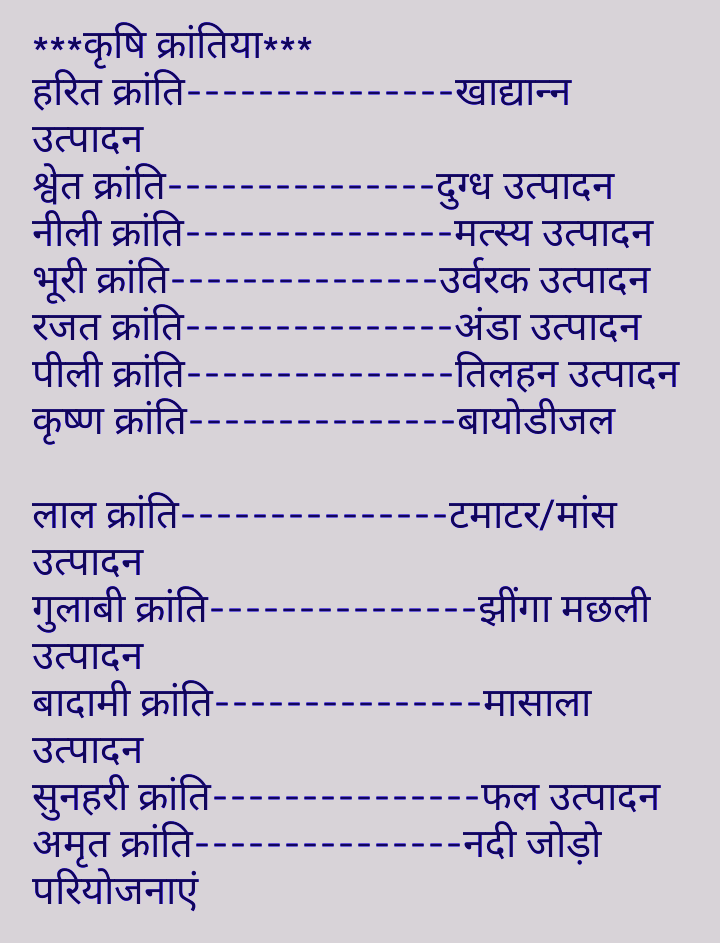 ***कृषि क्रांतिया***
हरित क्रांति---------------खाद्यान्न
उत्पादन
श्वेत क्रांति---------------दुग्ध उत्पादन
नीली क्रांति---------------मत्स्य उत्पादन
भूरी क्रांति---------------उर्वरक उत्पादन
रजत क्रांति---------------अंडा उत्पादन
पीली क्रांति---------------तिलहन उत्पादन
कृष्ण क्रांति---------------बायोडीजल
लाल क्रांति---------------टमाटर/मांस
उत्पादन
गुलाबी क्रांति---------------झींगा मछली
उत्पादन
बादामी क्रांति---------------मासाला
उत्पादन
सुनहरी क्रांति---------------फल उत्पादन
अमृत क्रांति---------------नदी जोड़ो
परियोजनाएं